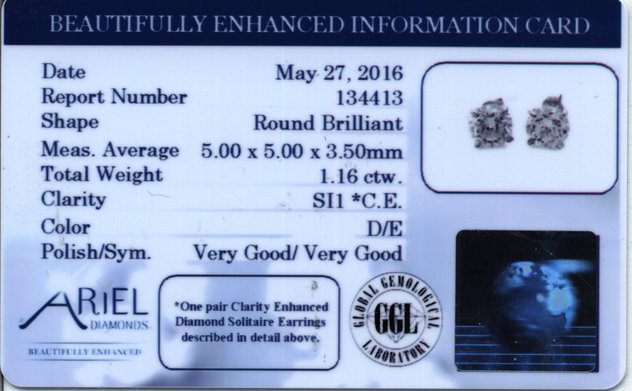 BEAUTIFULLY ENHANCED INFORMATION CARD
Date May 27, 2016
Report Number 134413
Shape Round Brilliant
Meas. Average 5.00 x 5.00 x 3.50mm
Total Weight 1.16 ctw.
Clarity SI1 *C.E.
Color D/E
Polish/Sym. Very Good/ Very Good
ARIEL
DIAMONDS
BEAUTIFULLY ENHANCED
*One pair Clarity Enhanced
Diamond Solitaire Earrings
described in detail above.
GLOBAL GEMOLOGICAL
GGL
LABORATORY